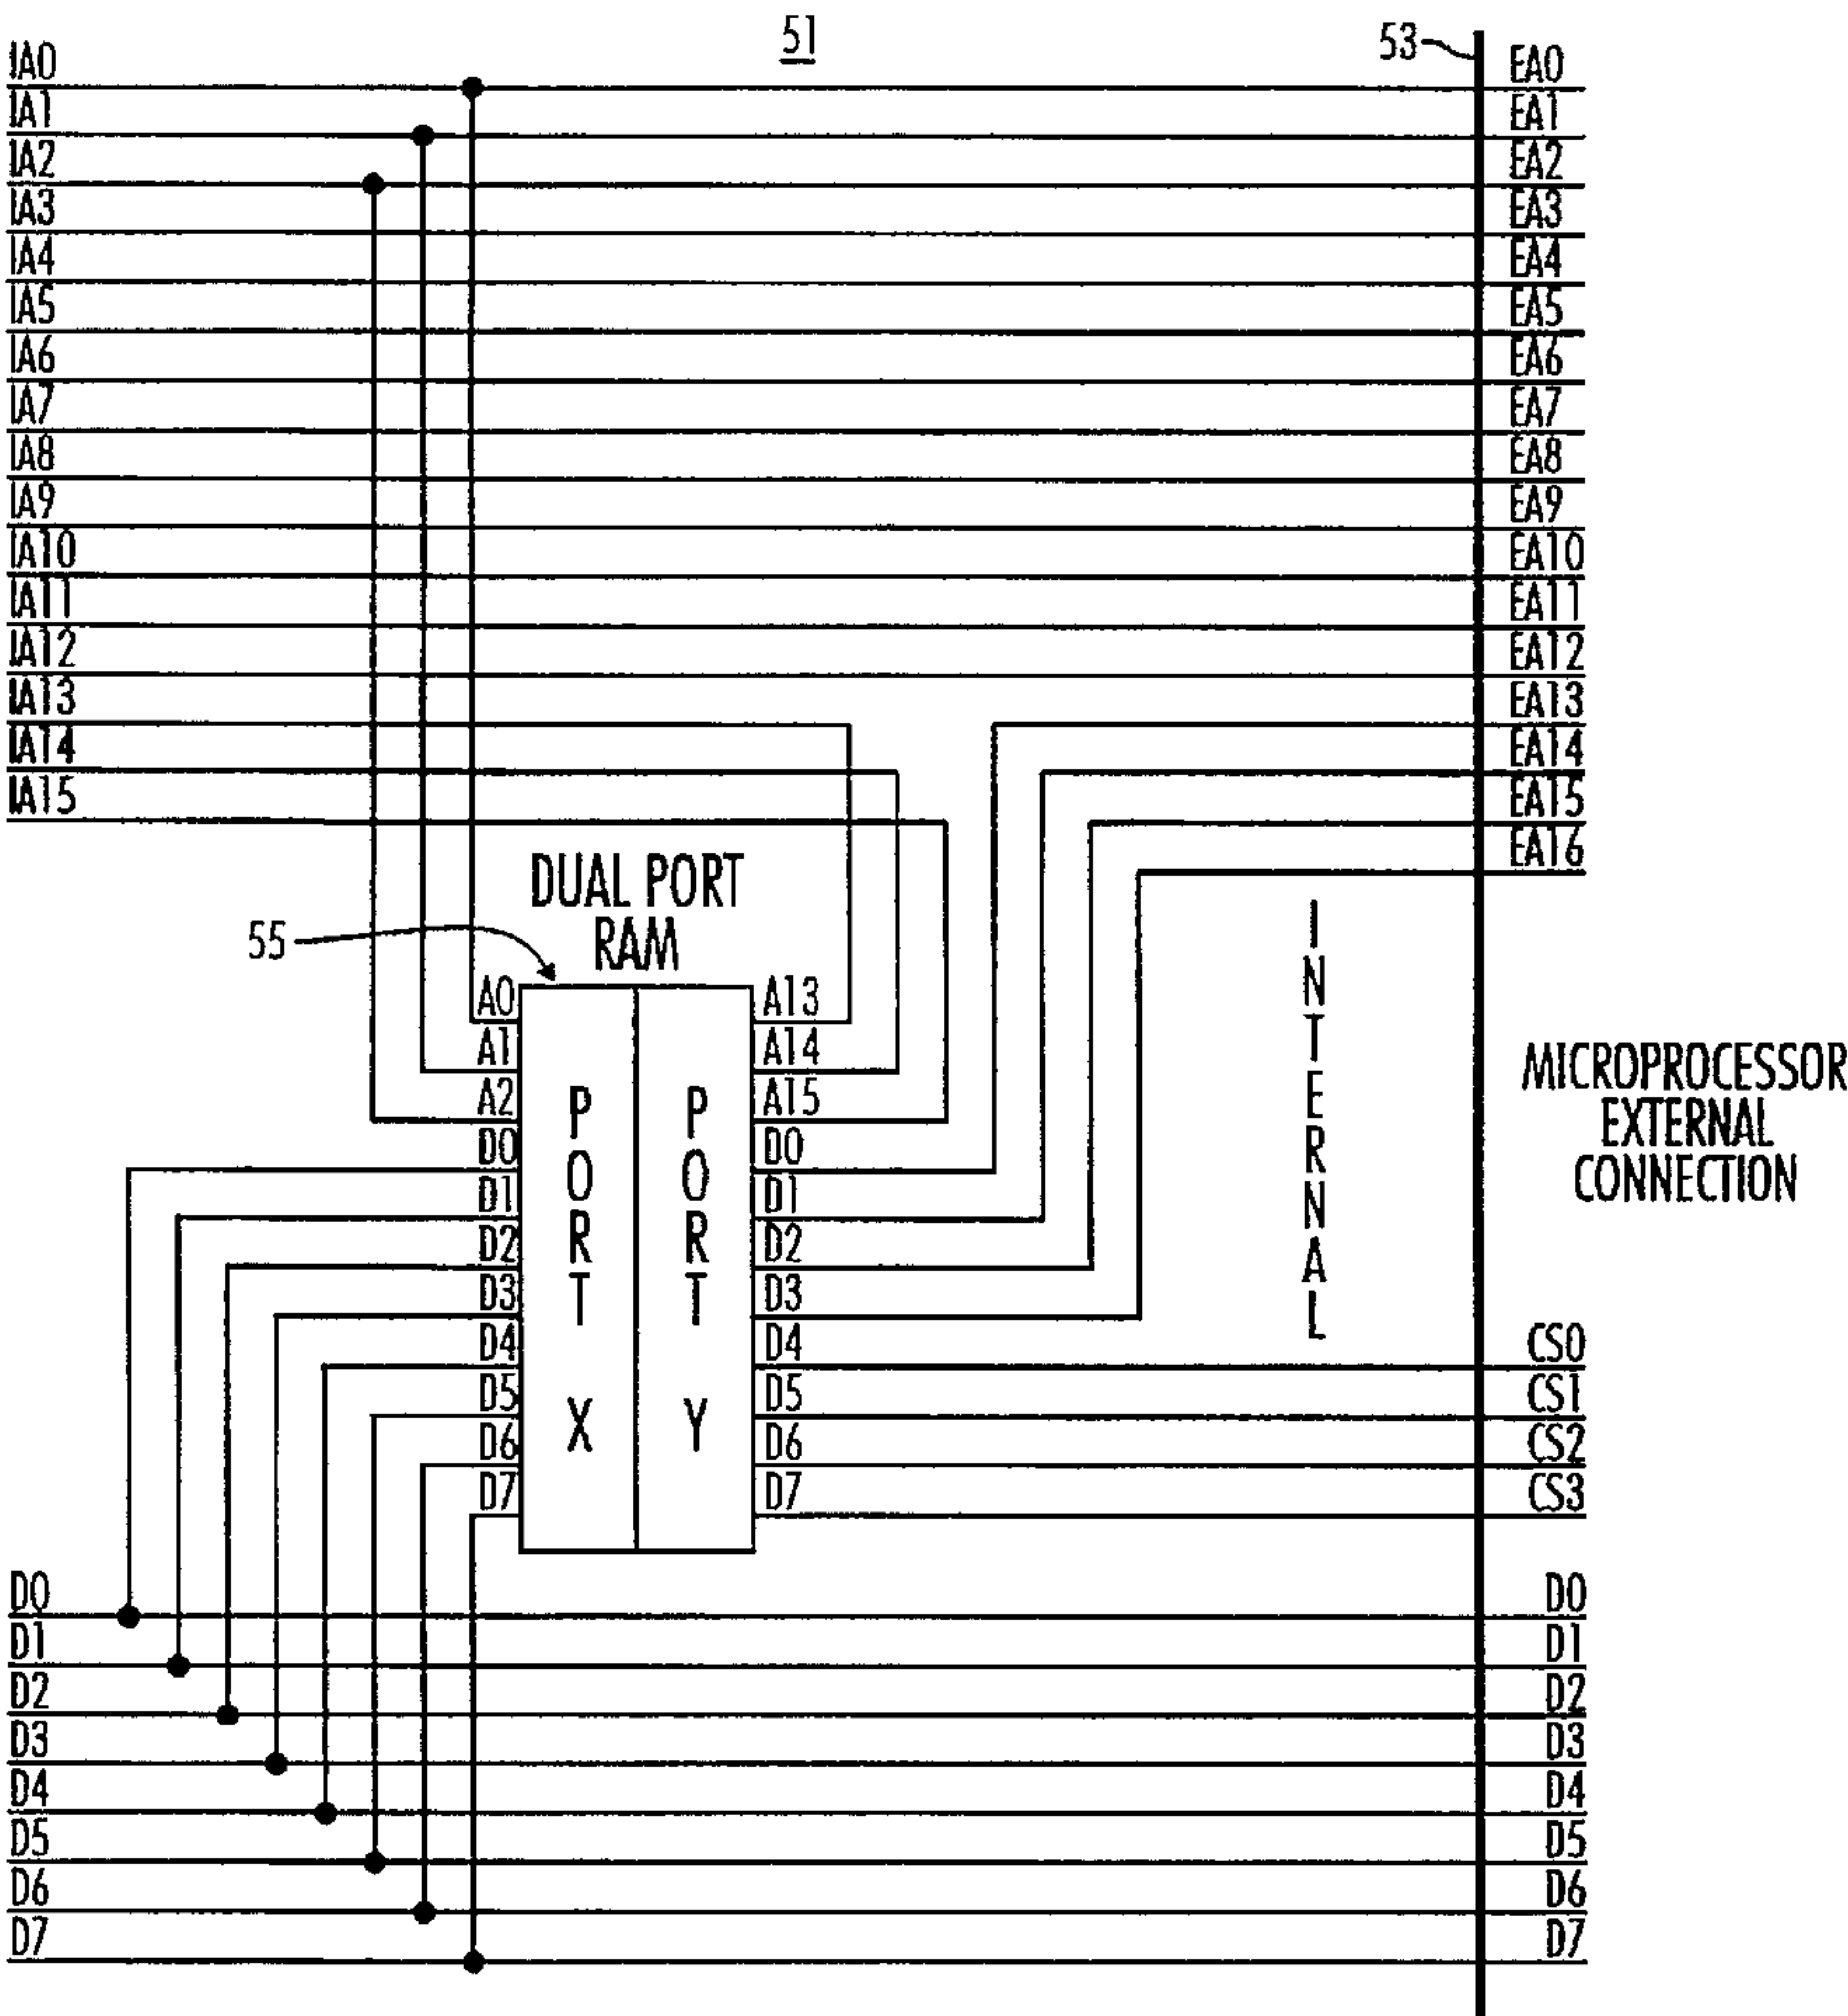 51
53
IA0 EA0
IA1 EA1
IA2 EA2
IA3 EA3
IA4 EA4
IA5 EA5
IA6 EA6
IA7 EA7
IA8 EA8
IA9 EA9
IA10 EA10
IA11 EA11
IA12 EA12
IA13 EA13
IA14 EA14
IA15 EA15
EA16
DUAL PORT
RAM
55
A0 A13
A1 A14
A2 A15
D0 D0
D1 D1
D2 D2
D3 D3
D4 D4
D5 D5
D6 D6
D7 D7
PORT X
PORT Y
INTERNAL
MICROPROCESSOR
EXTERNAL
CONNECTION
CS0
CS1
CS2
CS3
D0 D0
D1 D1
D2 D2
D3 D3
D4 D4
D5 D5
D6 D6
D7 D7